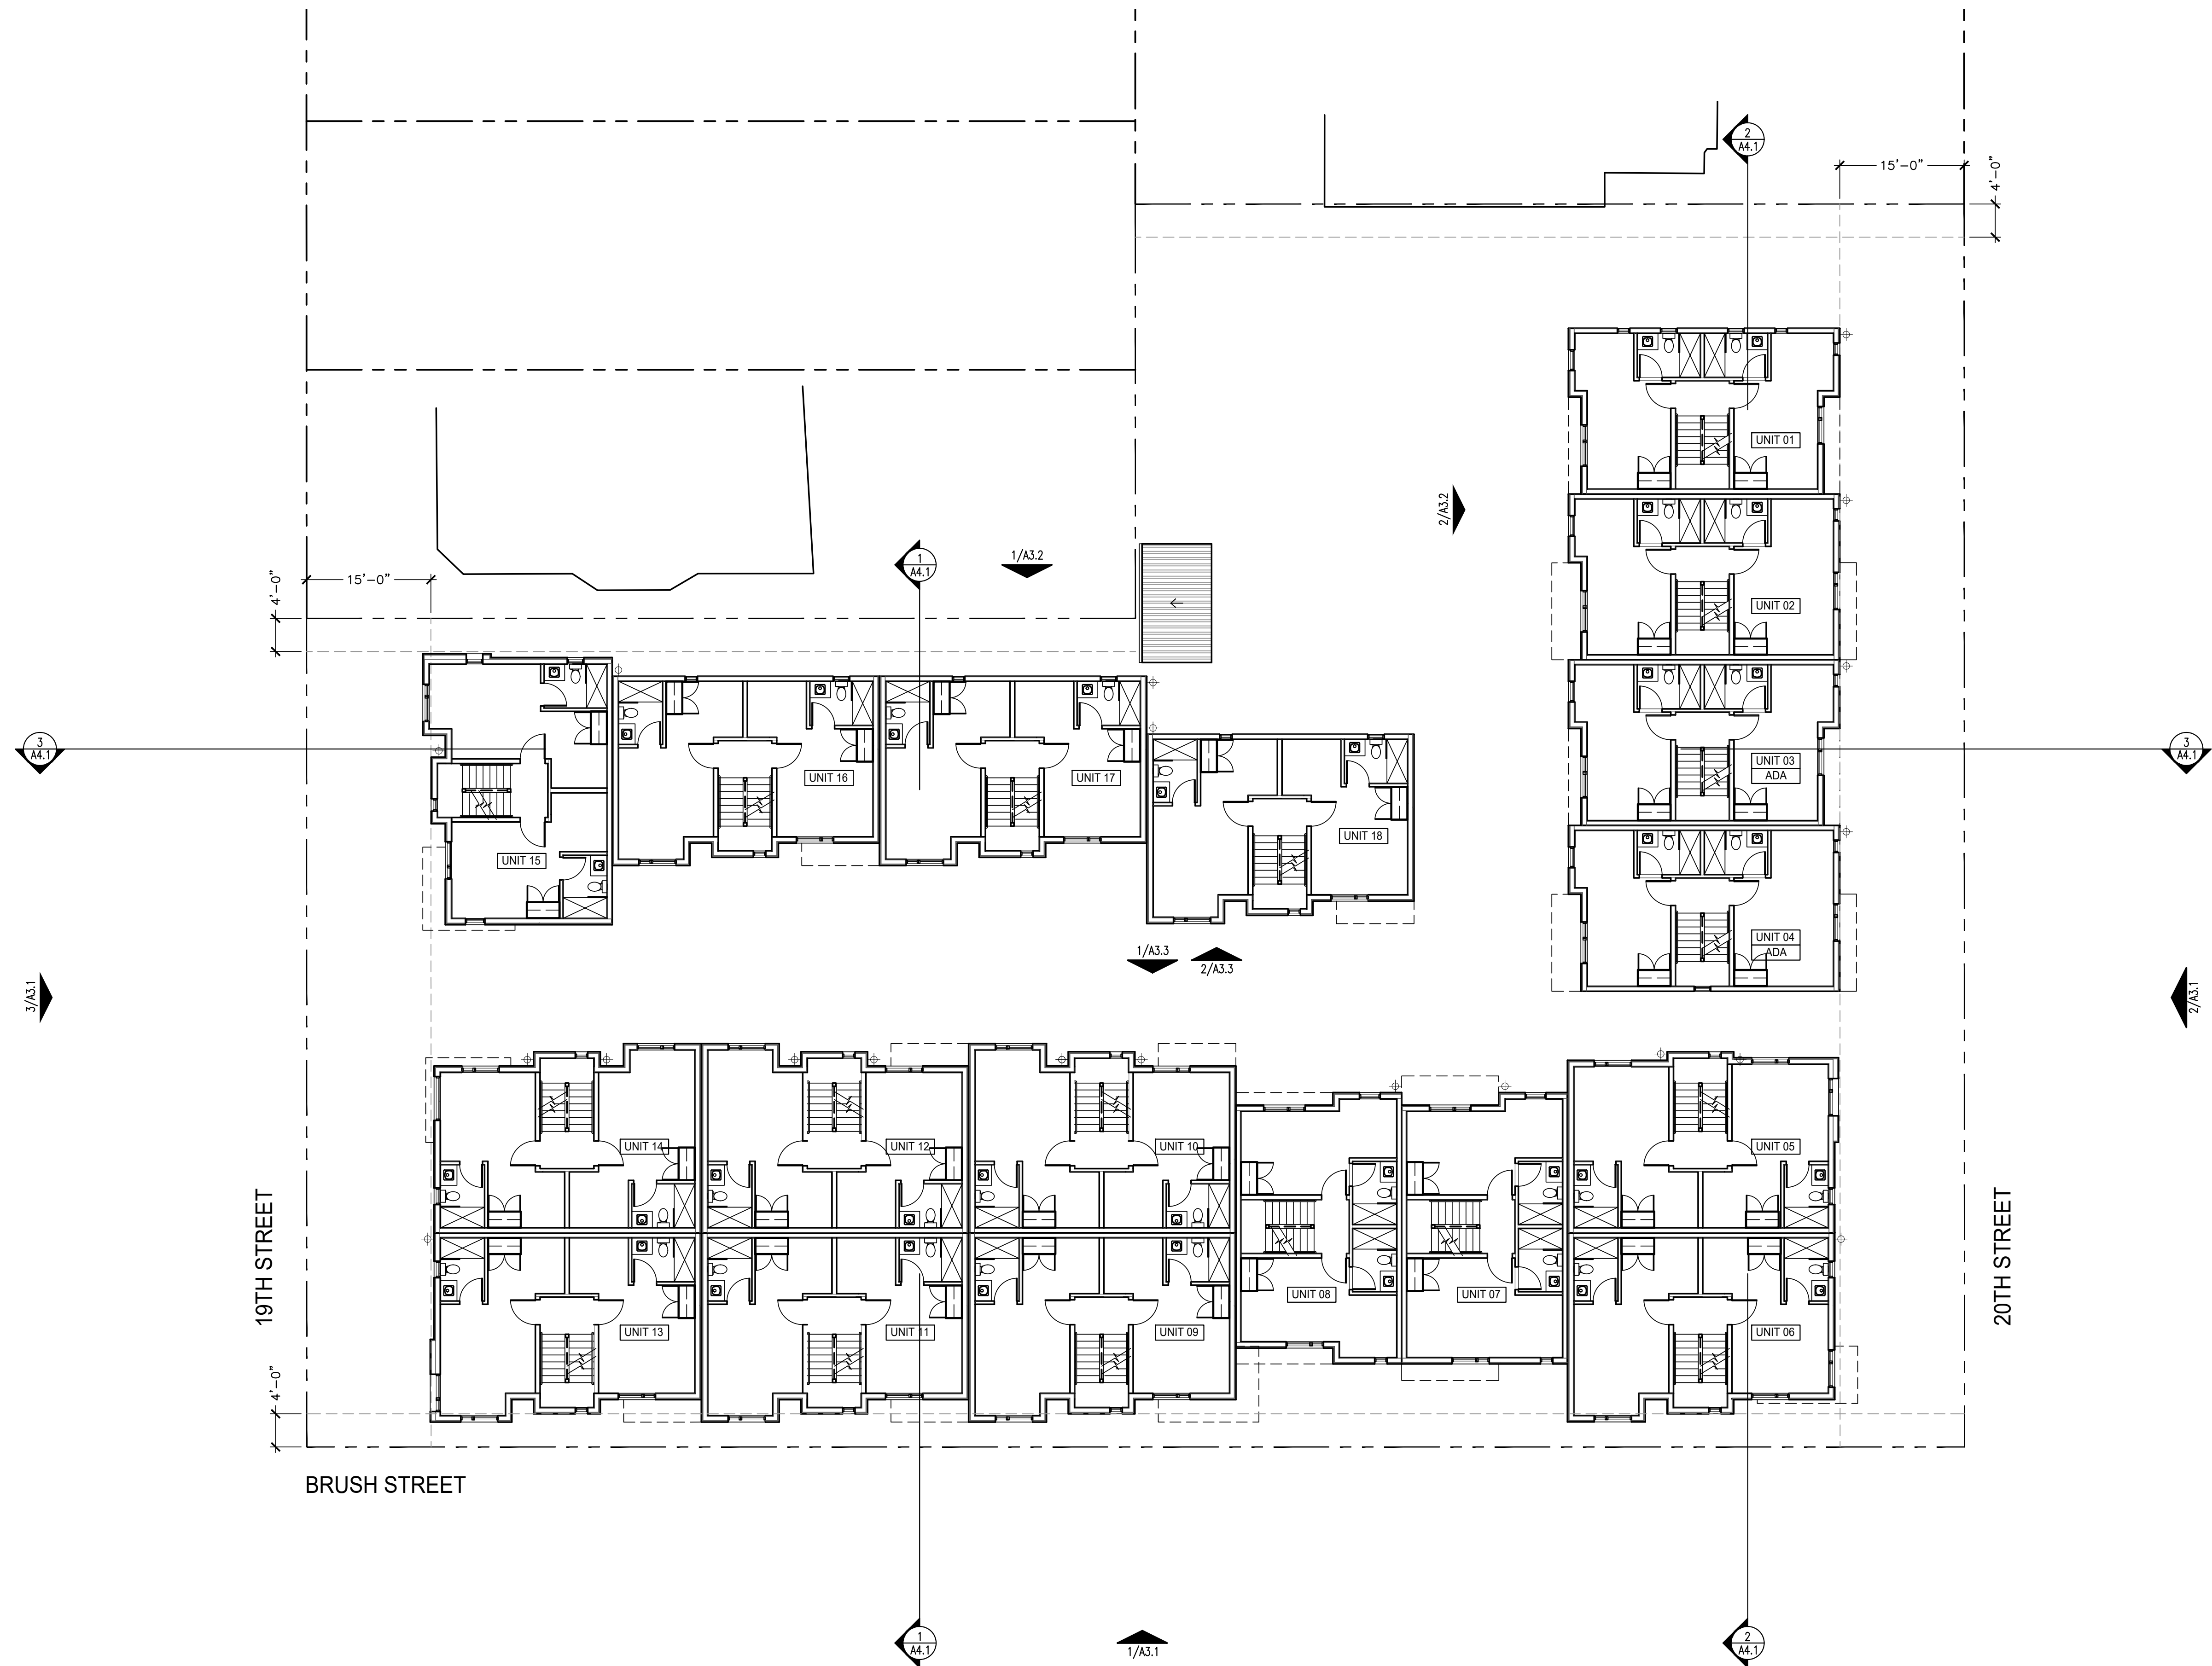 2
A4.1
15'-0"
4'-0"
UNIT 01
2/A3.2
1
A4.1
1/A3.2
15'-0"
4'-0"
UNIT 02
3
A4.1
UNIT 16
UNIT 17
UNIT 03
ADA
3
A4.1
UNIT 18
UNIT 15
UNIT 04
ADA
1/A3.3
2/A3.3
3/A3.1
2/A3.1
UNIT 14
UNIT 12
UNIT 10
UNIT 05
19TH STREET
20TH STREET
UNIT 08
UNIT 07
UNIT 13
UNIT 11
UNIT 09
UNIT 06
4'-0"
BRUSH STREET
1
A4.1
1/A3.1
2
A4.1